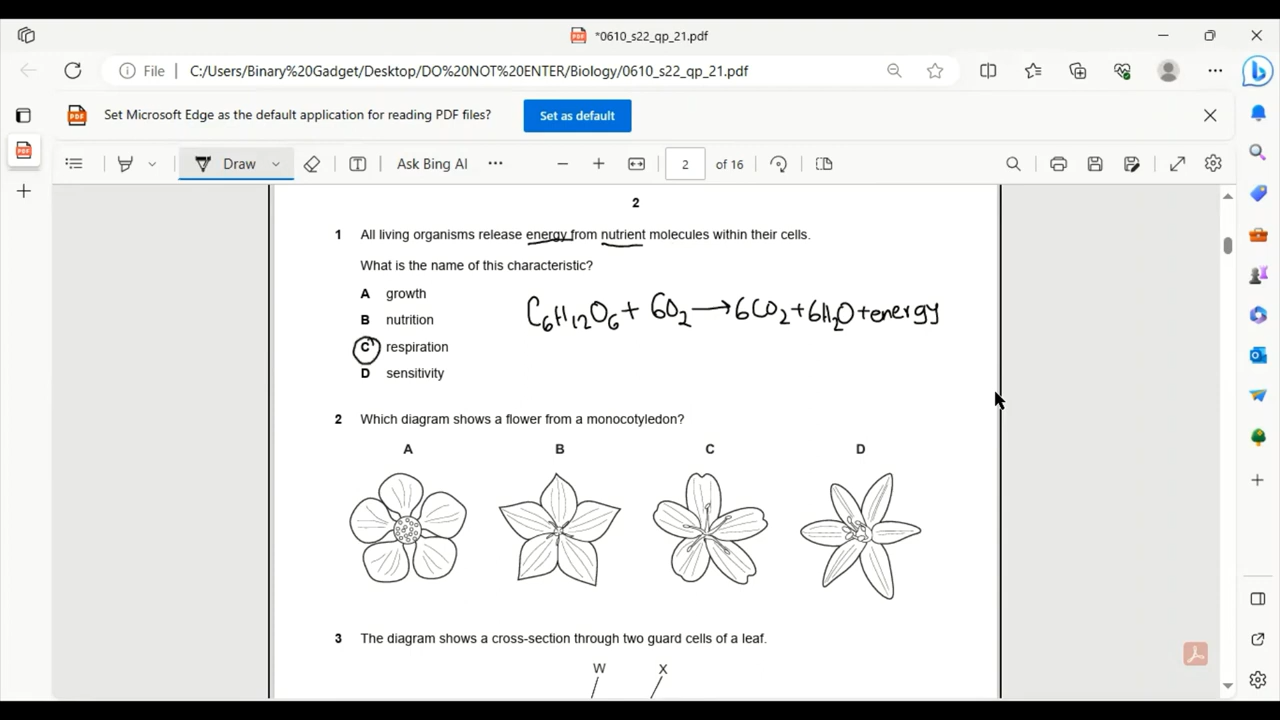 *0610_s22_qp_21.pdf
File C:/Users/Binary%20Gadget/Desktop/DO%20NOT%20ENTER/Biology/0610_s22_qp_21.pdf
Set Microsoft Edge as the default application for reading PDF files? Set as default
Draw Ask Bing AI 2 of 16
2
1 All living organisms release energy from nutrient molecules within their cells.
What is the name of this characteristic?
A growth
B nutrition
C respiration
D sensitivity
C₆H₁₂O₆ + 6O₂ → 6CO₂ + 6H₂O + energy
2 Which diagram shows a flower from a monocotyledon?
A B C D
3 The diagram shows a cross-section through two guard cells of a leaf.
W X